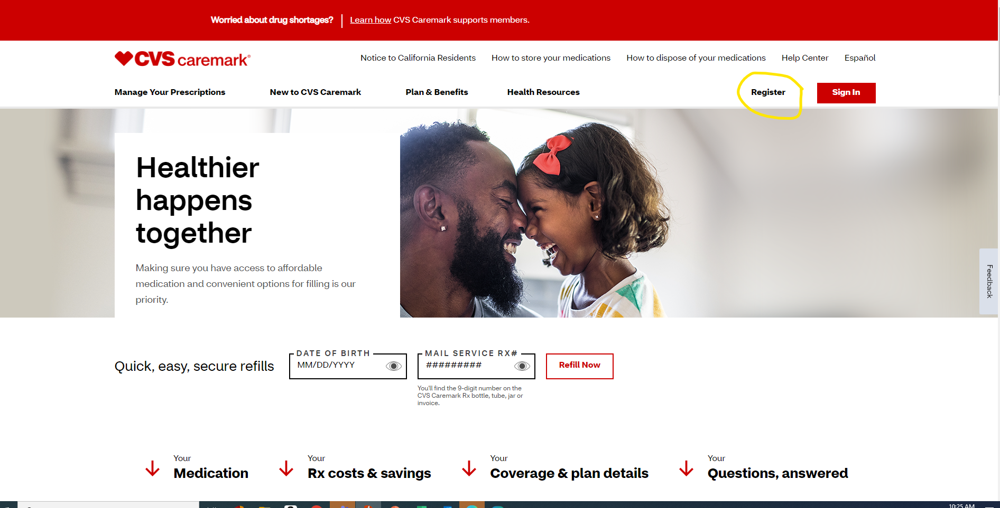 Worried about drug shortages? Learn how CVS Caremark supports members.
CVS caremark®
Notice to California Residents How to store your medications How to dispose of your medications Help Center Español
Manage Your Prescriptions New to CVS Caremark Plan & Benefits Health Resources Register Sign In
Healthier
happens
together
Making sure you have access to affordable
medication and convenient options for filling is our
priority.
Feedback
Quick, easy, secure refills
DATE OF BIRTH
MM/DD/YYYY
MAIL SERVICE RX#
#########
Refill Now
You'll find the 9-digit number on the
CVS Caremark Rx bottle, tube, jar or
invoice.
Your
Medication
Your
Rx costs & savings
Your
Coverage & plan details
Your
Questions, answered
10:25 AM